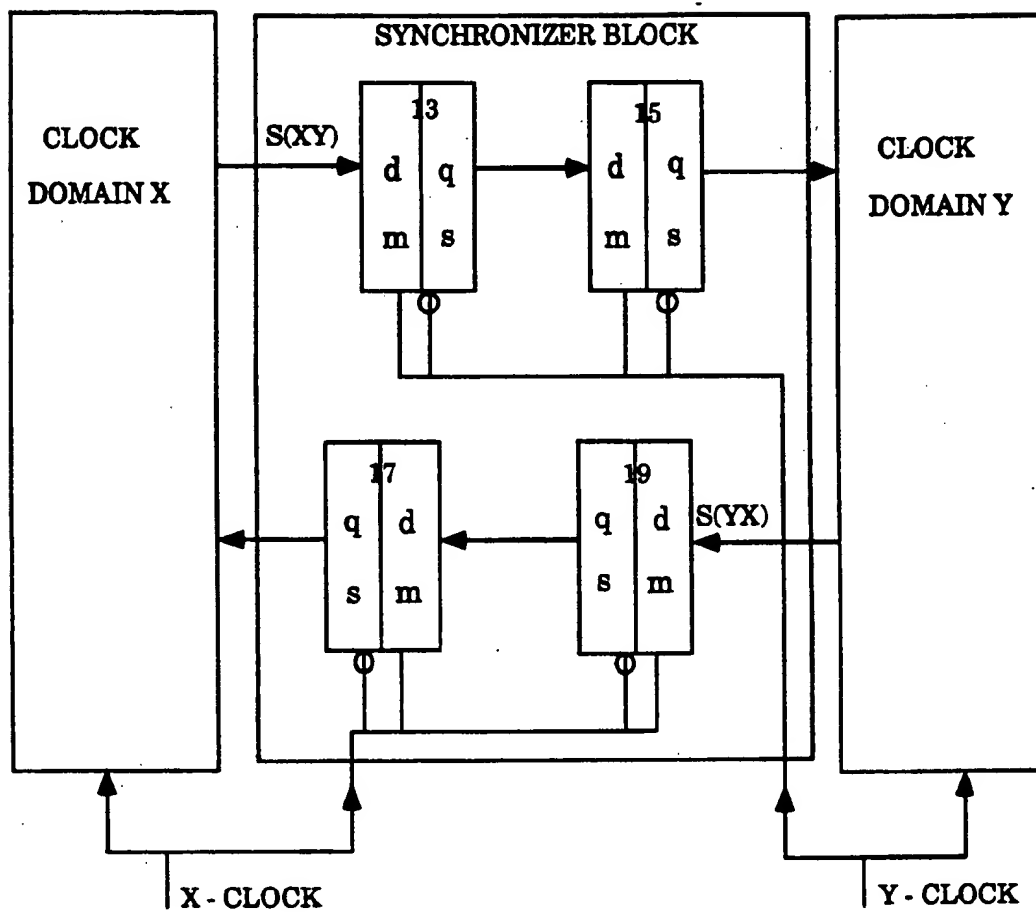 SYNCHRONIZER BLOCK
CLOCK
DOMAIN X
S(XY)
13
d q
m s
15
d q
m s
CLOCK
DOMAIN Y
17
q d
s m
19
q d
s m
S(YX)
X - CLOCK
Y - CLOCK